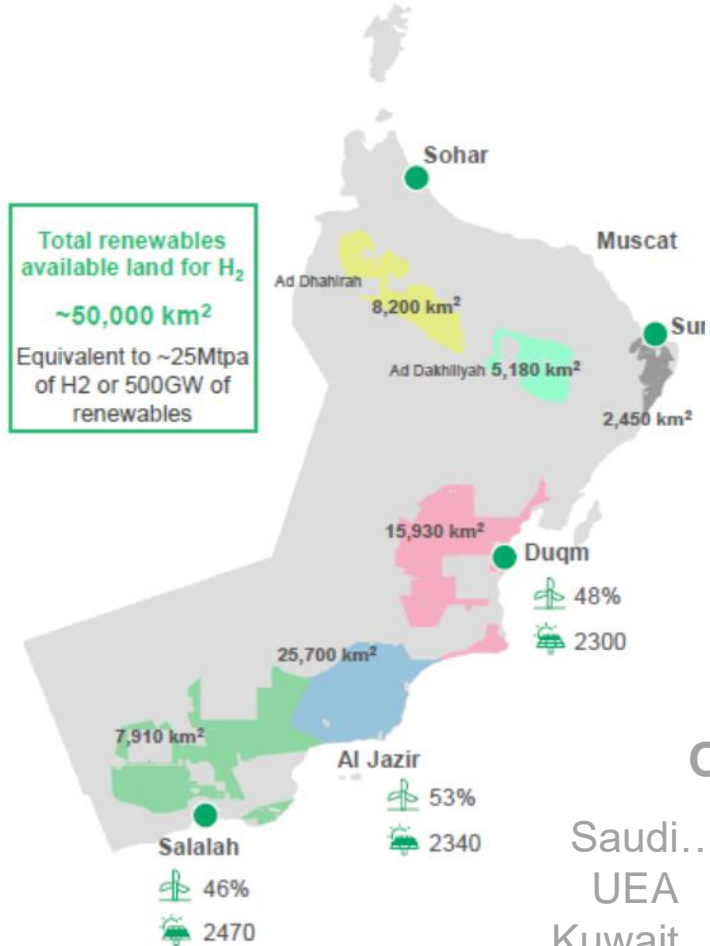 Sohar
Total renewables
available land for H₂
~50,000 km²
Equivalent to ~25Mtpa
of H2 or 500GW of
renewables
Muscat
Ad Dhahirah
8,200 km²
Sur
Ad Dakhiliyah 5,180 km²
2,450 km²
15,930 km²
Duqm
48%
2300
25,700 km²
7,910 km²
Al Jazir
53%
2340
Salalah
46%
2470
Saudi…
UEA
Kuwait